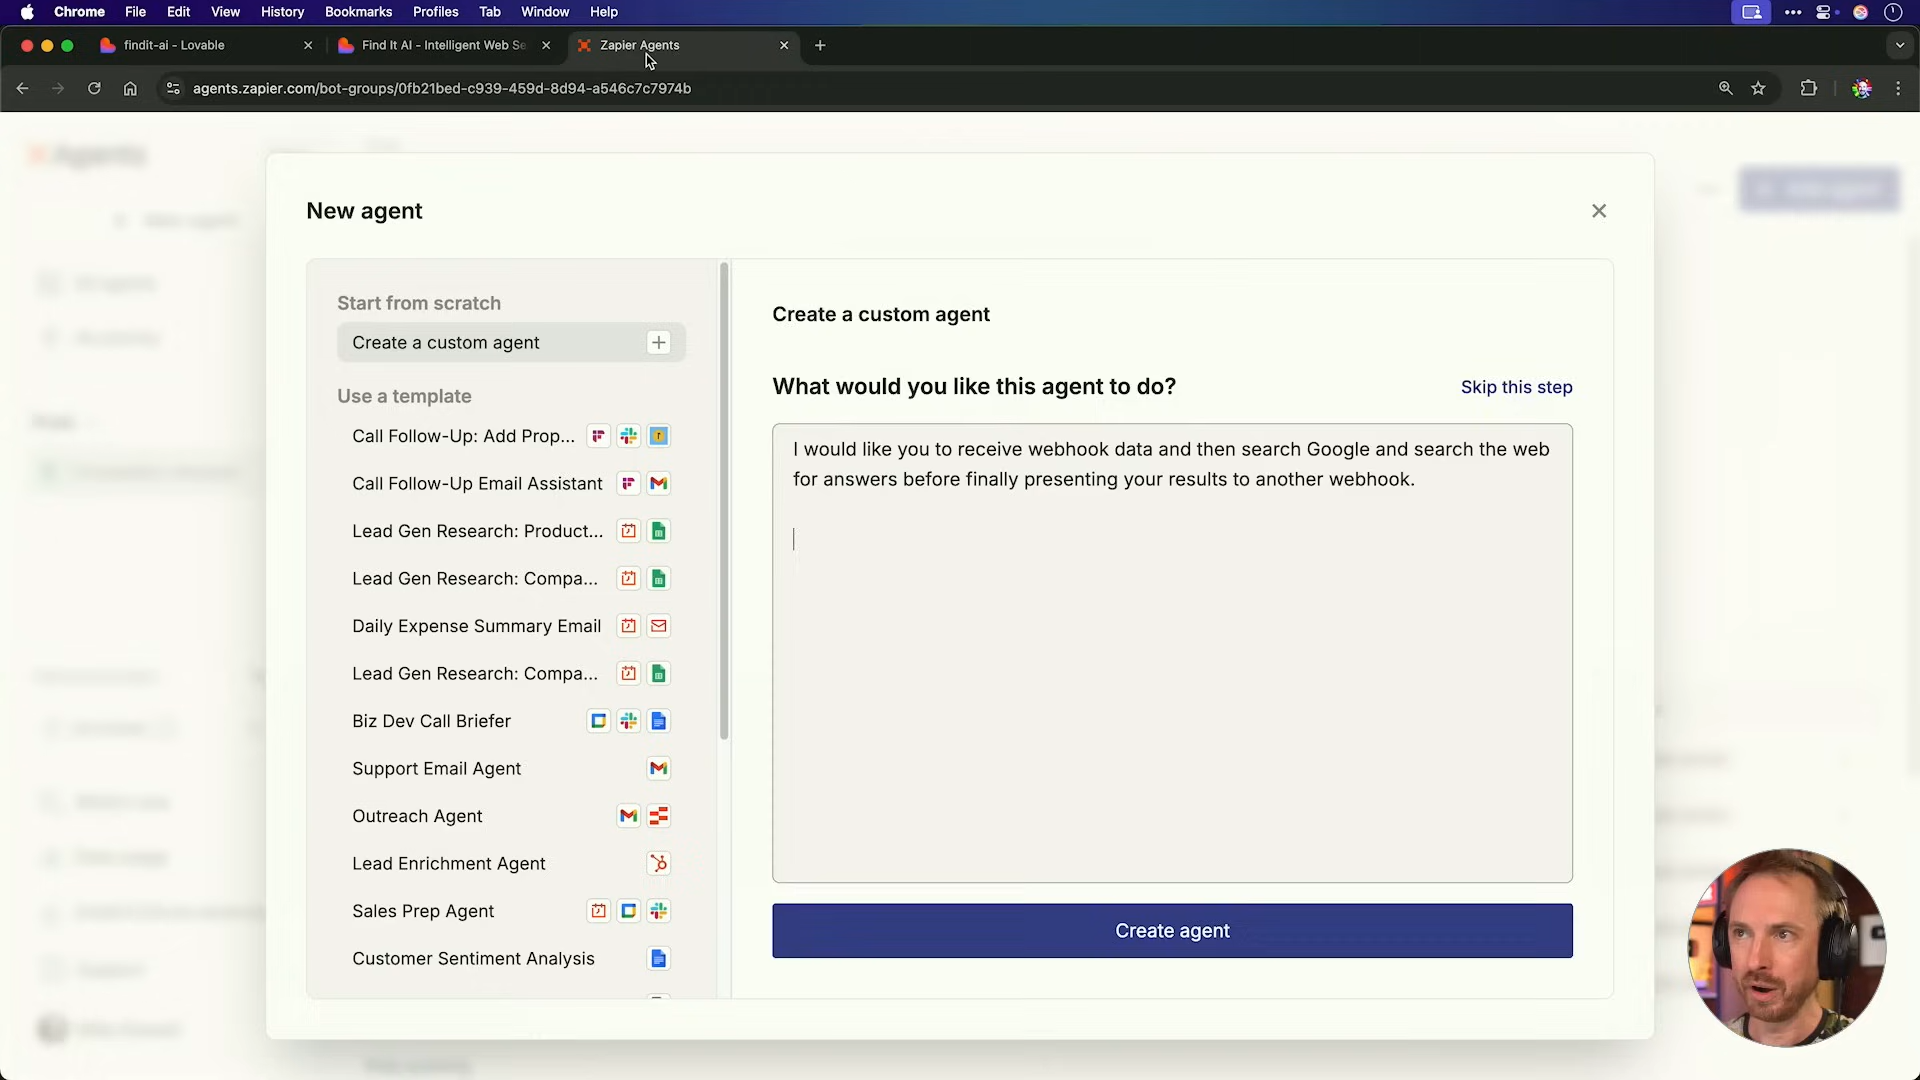 Chrome File Edit View History Bookmarks Profiles Tab Window Help
findit-ai - Lovable
Find It AI - Intelligent Web Se
Zapier Agents
agents.zapier.com/bot-groups/0fb21bed-c939-459d-8d94-a546c7c7974b
Agents
New agent
Start from scratch
Create a custom agent
Use a template
Call Follow-Up: Add Prop...
Call Follow-Up Email Assistant
Lead Gen Research: Product...
Lead Gen Research: Compa...
Daily Expense Summary Email
Lead Gen Research: Compa...
Biz Dev Call Briefer
Support Email Agent
Outreach Agent
Lead Enrichment Agent
Sales Prep Agent
Customer Sentiment Analysis
Create a custom agent
What would you like this agent to do?
Skip this step
I would like you to receive webhook data and then search Google and search the web
for answers before finally presenting your results to another webhook.
Create agent